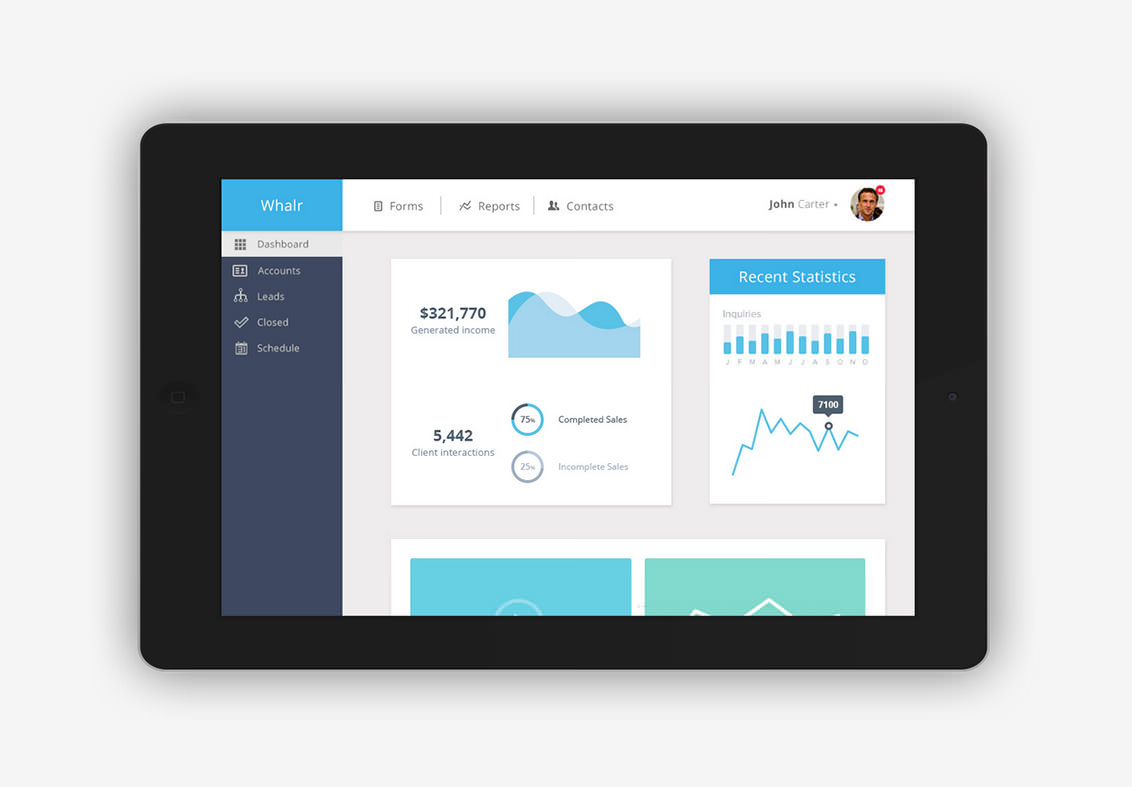 Whalr
Forms
Reports
Contacts
John Carter
Dashboard
Accounts
Leads
Closed
Schedule
$321,770
Generated income
5,442
Client interactions
75%
Completed Sales
25%
Incomplete Sales
Recent Statistics
Inquiries
J F M A M J J A S O N D
7100